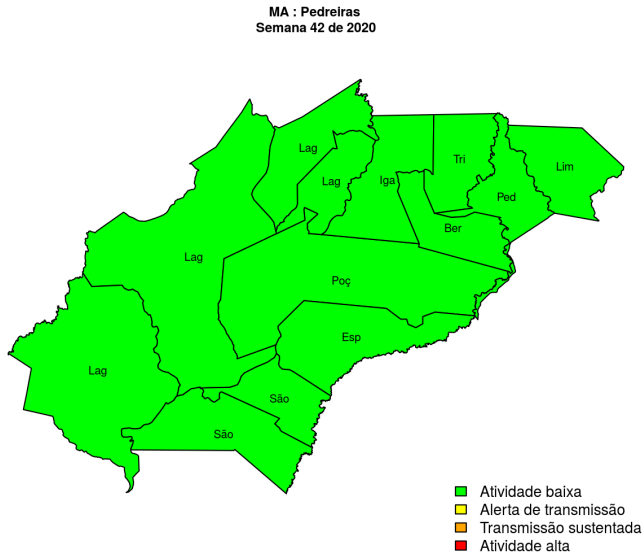 MA : Pedreiras
Semana 42 de 2020
Lag
Tri
Lim
Lag
Iga
Ped
Ber
Lag
Poç
Esp
Lag
São
São
Atividade baixa
Alerta de transmissão
Transmissão sustentada
Atividade alta